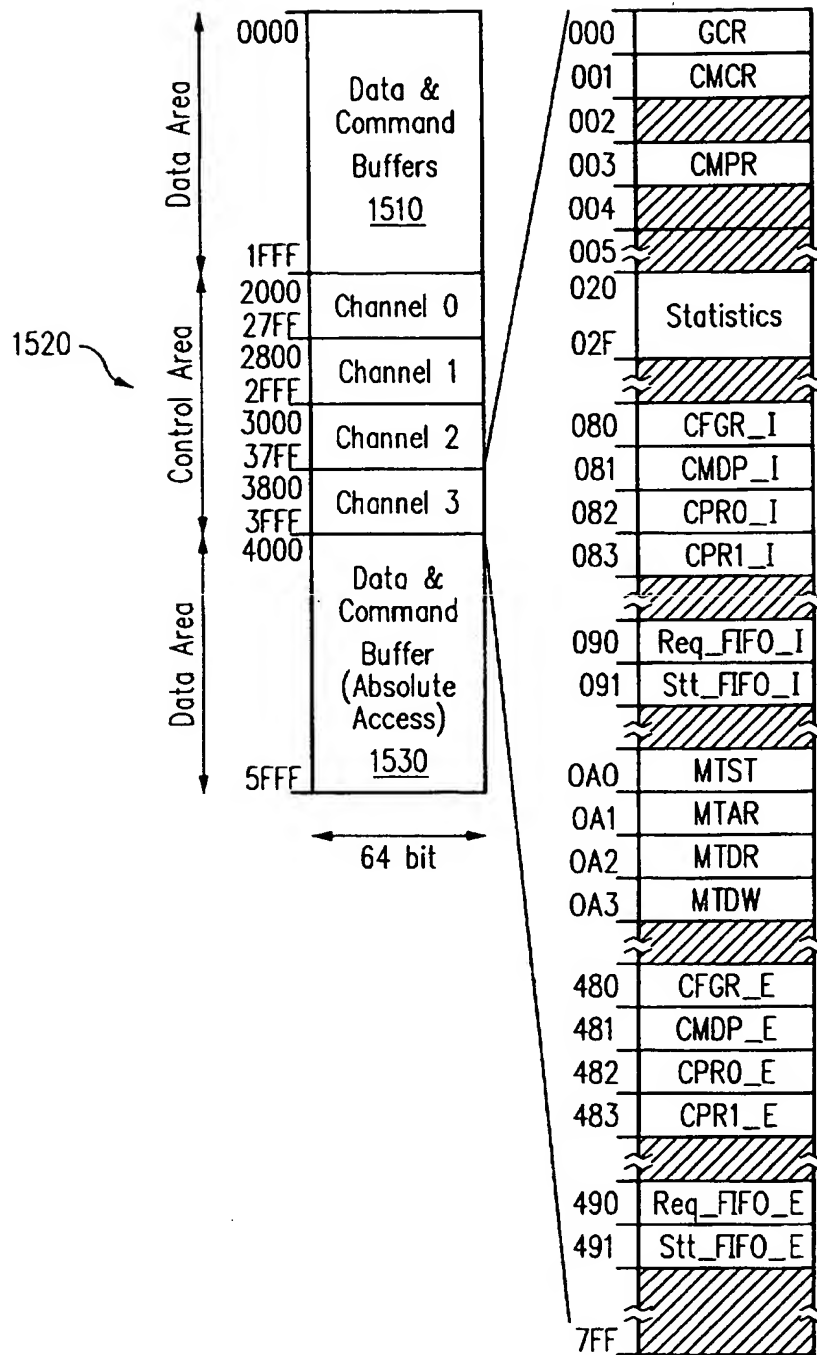 Data Area
Control Area
Data Area
1520
0000
Data &
Command
Buffers
1510
1FFF
2000
27FF
Channel 0
2800
2FFF
Channel 1
3000
37FF
Channel 2
3800
3FFF
Channel 3
4000
Data &
Command
Buffer
(Absolute
Access)
1530
5FFF
64 bit
000 GCR
001 CMCR
002
003 CMPR
004
005
020
Statistics
02F
080 CFGR_I
081 CMDP_I
082 CPR0_I
083 CPR1_I
090 Req_FIFO_I
091 Stt_FIFO_I
0A0 MTST
0A1 MTAR
0A2 MTDR
0A3 MTDW
480 CFGR_E
481 CMDP_E
482 CPR0_E
483 CPR1_E
490 Req_FIFO_E
491 Stt_FIFO_E
7FF